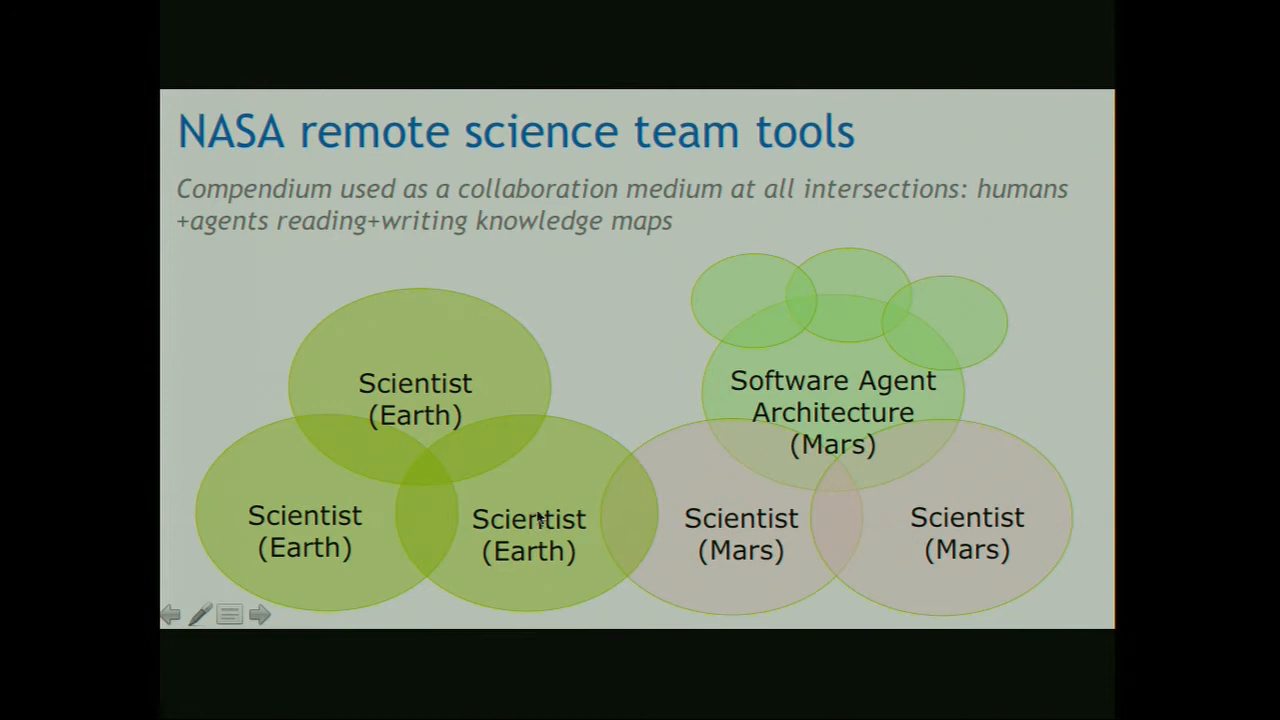 NASA remote science team tools
Compendium used as a collaboration medium at all intersections: humans
+agents reading+writing knowledge maps
Software Agent
Architecture
(Mars)
Scientist
(Earth)
Scientist
(Earth)
Scientist
(Earth)
Scientist
(Mars)
Scientist
(Mars)